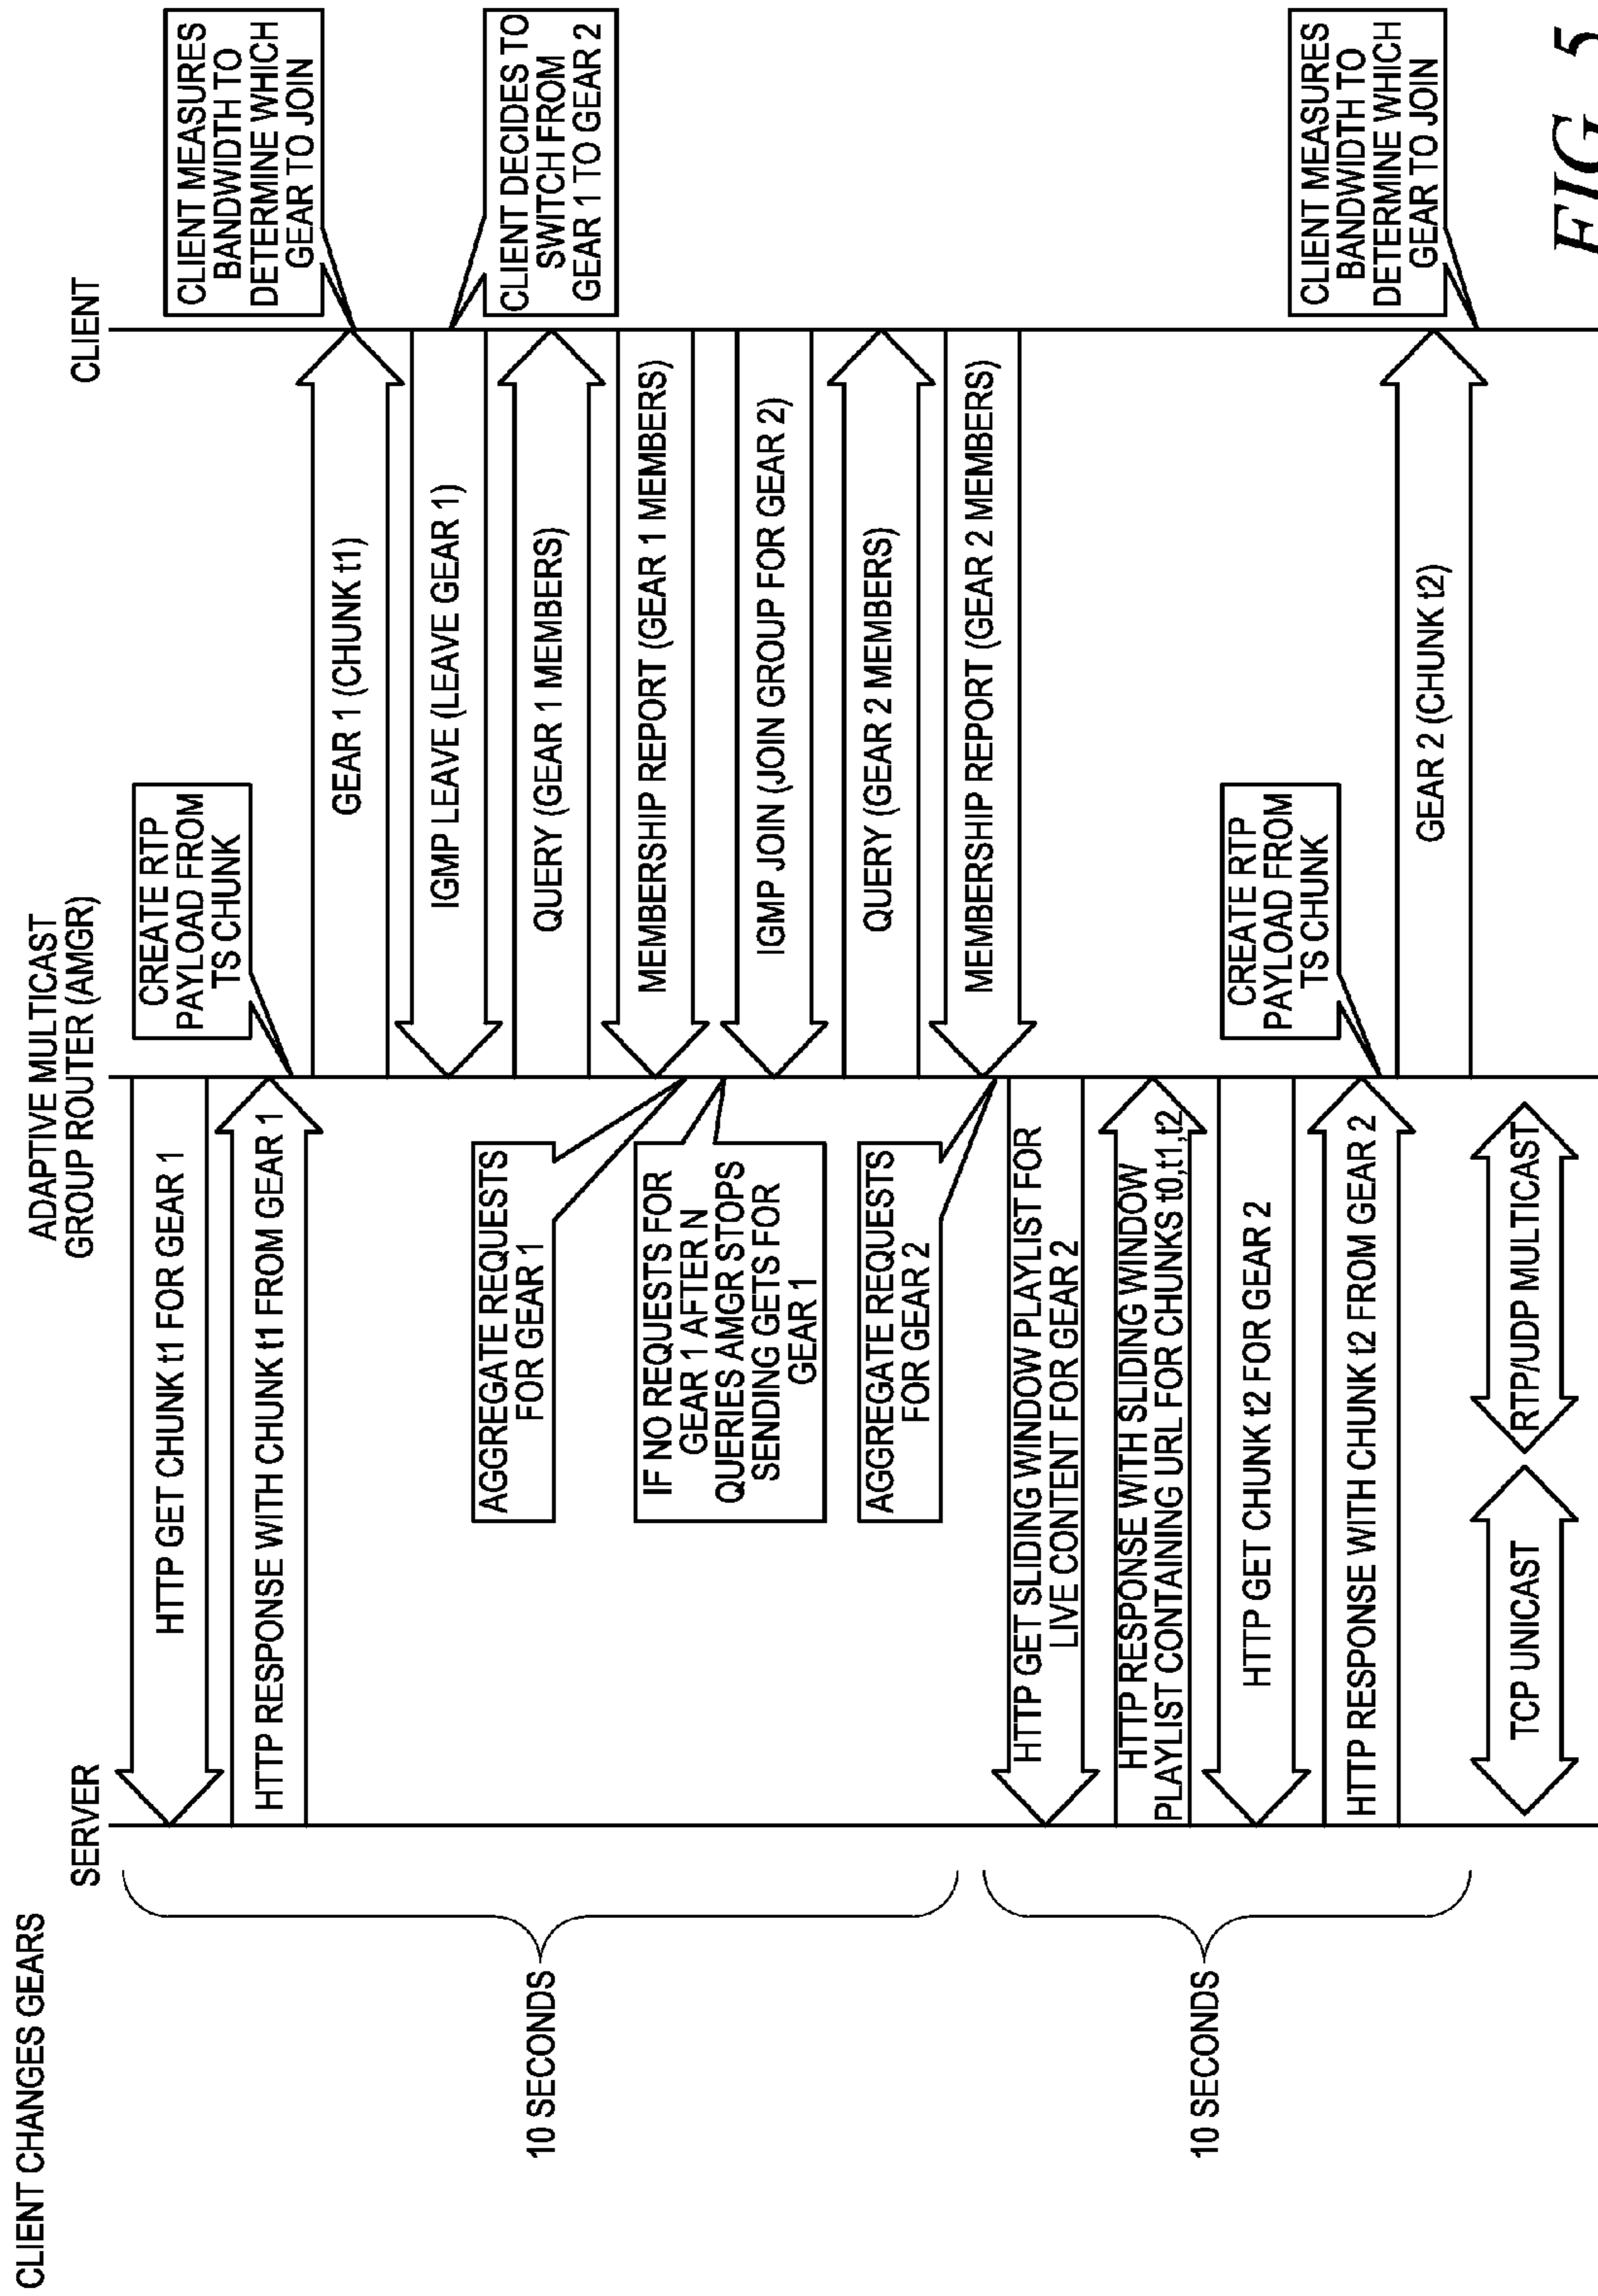 CLIENT CHANGES GEARS
SERVER
ADAPTIVE MULTICAST
GROUP ROUTER (AMGR)
CLIENT
HTTP GET CHUNK t1 FOR GEAR 1
CREATE RTP
PAYLOAD FROM
TS CHUNK
CLIENT MEASURES
BANDWIDTH TO
DETERMINE WHICH
GEAR TO JOIN
HTTP RESPONSE WITH CHUNK t1 FROM GEAR 1
GEAR 1 (CHUNK t1)
IGMP LEAVE (LEAVE GEAR 1)
CLIENT DECIDES TO
SWITCH FROM
GEAR 1 TO GEAR 2
10 SECONDS
AGGREGATE REQUESTS
FOR GEAR 1
QUERY (GEAR 1 MEMBERS)
MEMBERSHIP REPORT (GEAR 1 MEMBERS)
IF NO REQUESTS FOR
GEAR 1 AFTER N
QUERIES AMGR STOPS
SENDING GETS FOR
GEAR 1
IGMP JOIN (JOIN GROUP FOR GEAR 2)
AGGREGATE REQUESTS
FOR GEAR 2
QUERY (GEAR 2 MEMBERS)
MEMBERSHIP REPORT (GEAR 2 MEMBERS)
HTTP GET SLIDING WINDOW PLAYLIST FOR
LIVE CONTENT FOR GEAR 2
HTTP RESPONSE WITH SLIDING WINDOW
PLAYLIST CONTAINING URL FOR CHUNKS t0,t1,t2
10 SECONDS
HTTP GET CHUNK t2 FOR GEAR 2
CREATE RTP
PAYLOAD FROM
TS CHUNK
CLIENT MEASURES
BANDWIDTH TO
DETERMINE WHICH
GEAR TO JOIN
HTTP RESPONSE WITH CHUNK t2 FROM GEAR 2
GEAR 2 (CHUNK t2)
TCP UNICAST
RTP/UDP MULTICAST
FIG. 5